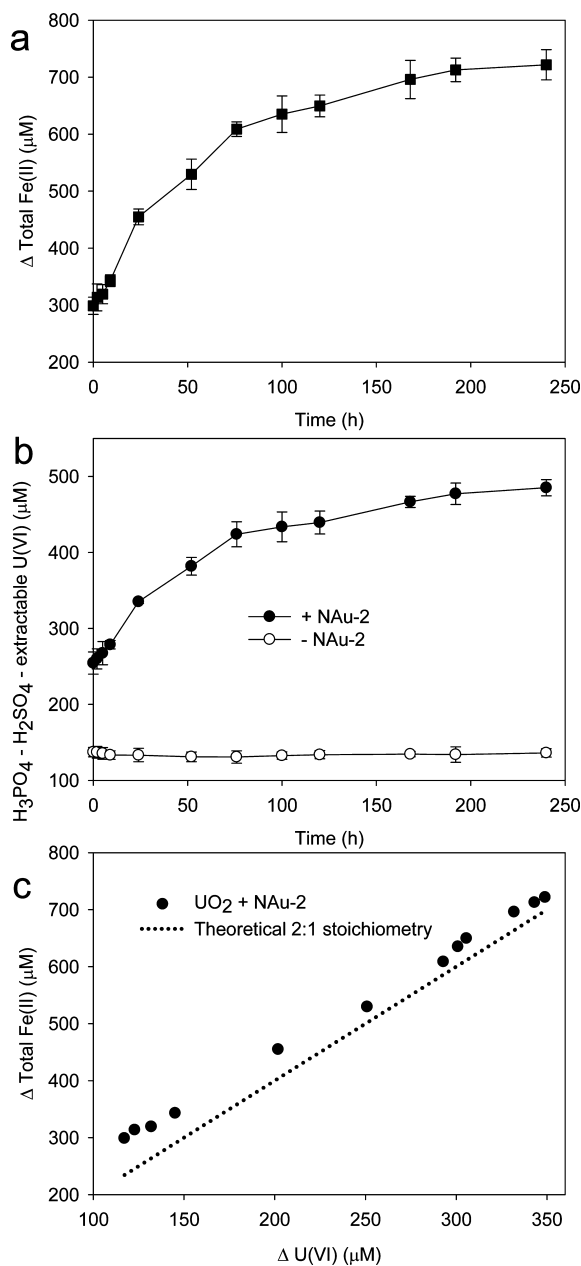 a
Δ Total Fe(II) (μM)
800
700
600
500
400
300
200
0 50 100 150 200 250
Time (h)
b
H3PO4 - H2SO4 - extractable U(VI) (μM)
500
400
300
200
100
+ NAu-2
- NAu-2
0 50 100 150 200 250
Time (h)
c
Δ Total Fe(II) (μM)
800
700
600
500
400
300
200
UO2 + NAu-2
Theoretical 2:1 stoichiometry
100 150 200 250 300 350
Δ U(VI) (μM)